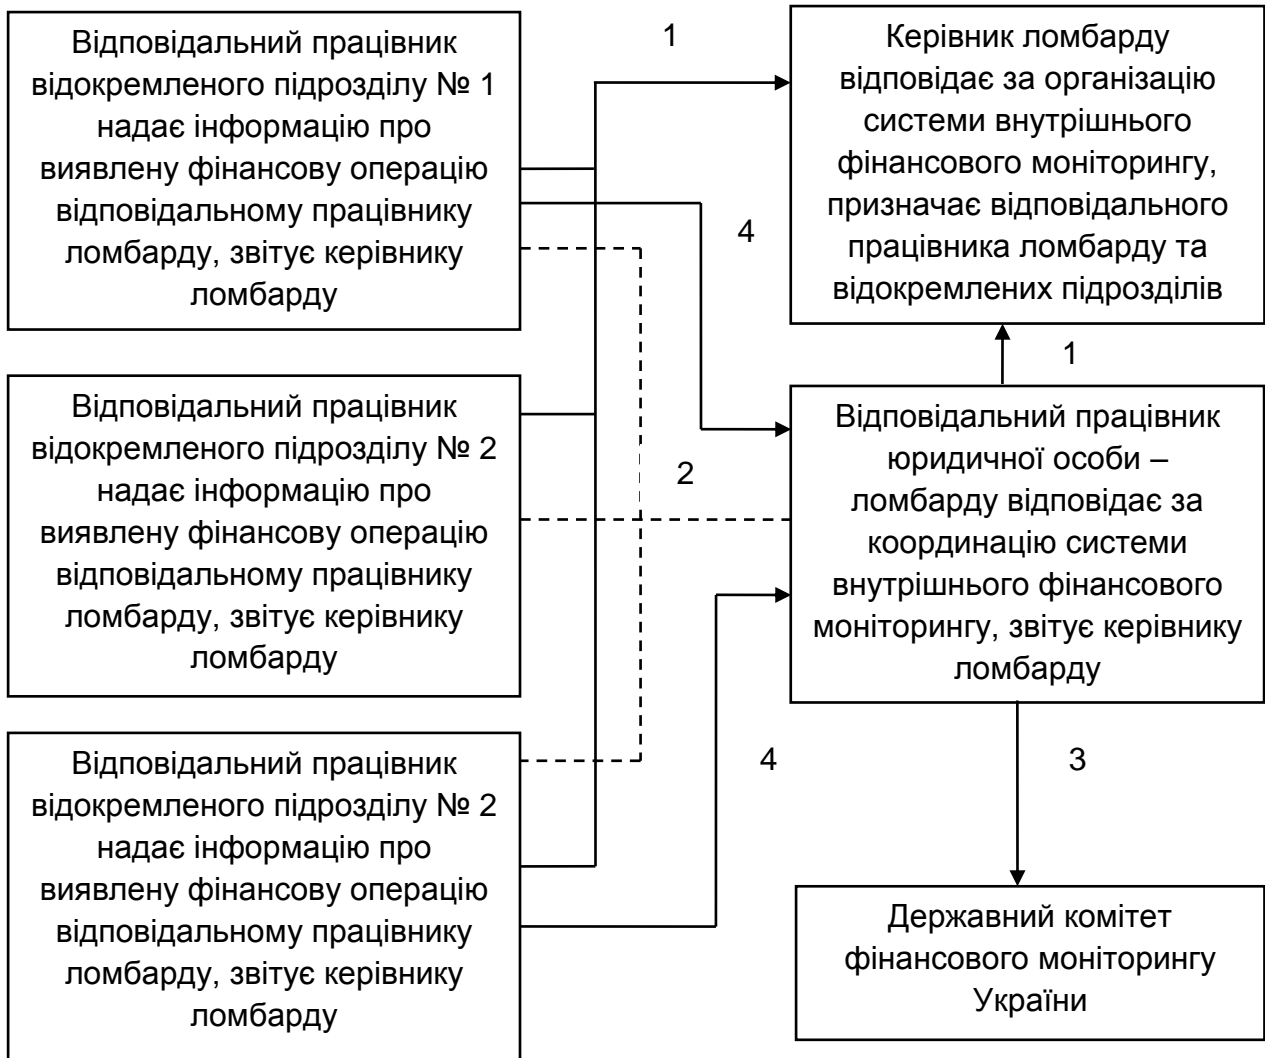 Відповідальний працівник
відокремленого підрозділу № 1
надає інформацію про
виявлену фінансову операцію
відповідальному працівнику
ломбарду, звітує керівнику
ломбарду
1
Керівник ломбарду
відповідає за організацію
системи внутрішнього
фінансового моніторингу,
призначає відповідального
працівника ломбарду та
відокремлених підрозділів
4
1
Відповідальний працівник
відокремленого підрозділу № 2
надає інформацію про
виявлену фінансову операцію
відповідальному працівнику
ломбарду, звітує керівнику
ломбарду
2
Відповідальний працівник
юридичної особи –
ломбарду відповідає за
координацію системи
внутрішнього фінансового
моніторингу, звітує керівнику
ломбарду
Відповідальний працівник
відокремленого підрозділу № 2
надає інформацію про
виявлену фінансову операцію
відповідальному працівнику
ломбарду, звітує керівнику
ломбарду
4
3
Державний комітет
фінансового моніторингу
України